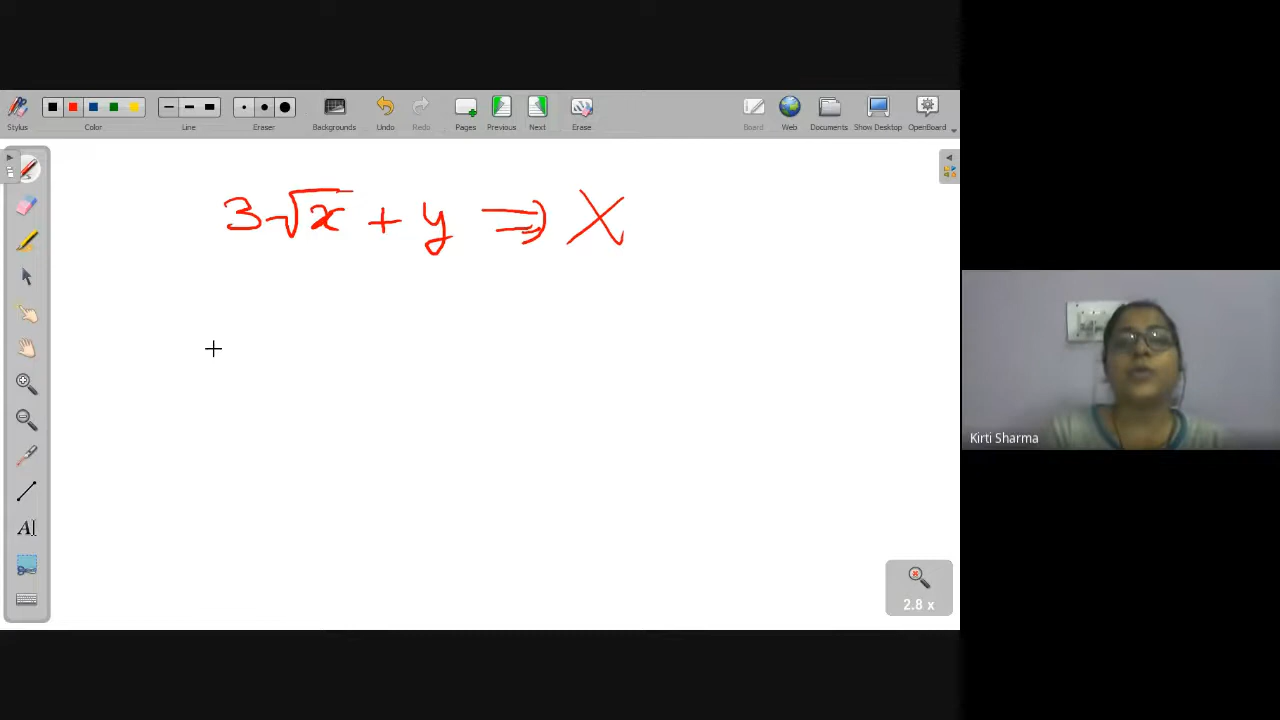 Stylus Color Line Eraser Backgrounds Undo Redo Pages Previous Next Erase Board Web Documents Show Desktop OpenBoard
3√x + y ⇒ X
A
Kirti Sharma
2.8 x